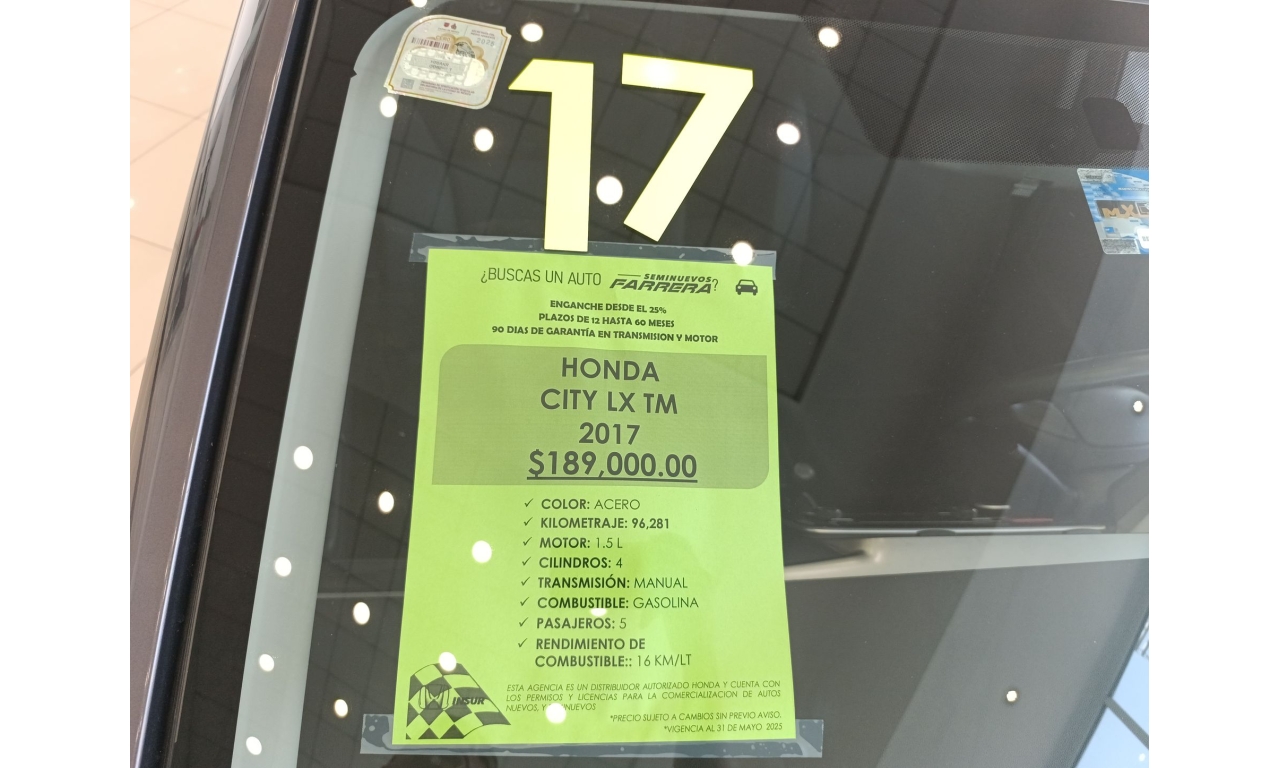 17
¿BUSCAS UN AUTO SEMINUEVOS FARRERA?
ENGANCHE DESDE EL 25%
PLAZOS DE 12 HASTA 60 MESES
90 DIAS DE GARANTÍA EN TRANSMISION Y MOTOR
HONDA
CITY LX TM
2017
$189,000.00
✓ COLOR: ACERO
✓ KILOMETRAJE: 96,281
✓ MOTOR: 1.5 L
✓ CILINDROS: 4
✓ TRANSMISIÓN: MANUAL
✓ COMBUSTIBLE: GASOLINA
✓ PASAJEROS: 5
✓ RENDIMIENTO DE
COMBUSTIBLE:: 16 KM/LT
INSUR
ESTA AGENCIA ES UN DISTRIBUIDOR AUTORIZADO HONDA Y CUENTA CON
LOS PERMISOS Y LICENCIAS PARA LA COMERCIALIZACION DE AUTOS
NUEVOS, Y SEMINUEVOS
*PRECIO SUJETO A CAMBIOS SIN PREVIO AVISO.
*VIGENCIA AL 31 DE MAYO 2025